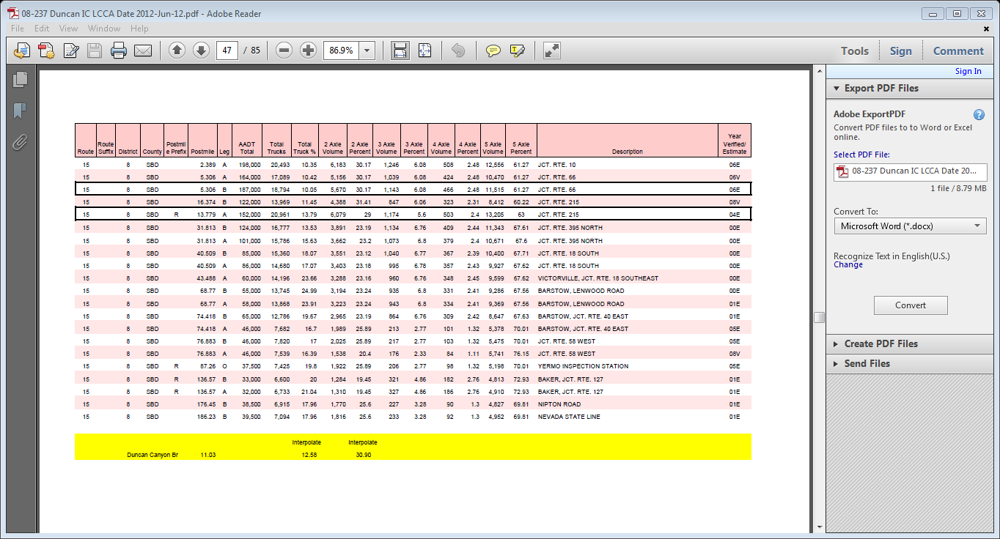 08-237 Duncan IC LCCA Date 2012-Jun-12.pdf - Adobe Reader
File Edit View Window Help
47 / 85 86.9% Tools Sign Comment
Sign In
Export PDF Files
Adobe ExportPDF
Convert PDF files to to Word or Excel
online.
Select PDF File:
08-237 Duncan IC LCCA Date 20...
1 file / 8.79 MB
Convert To:
Microsoft Word (*.docx)
Recognize Text in English(U.S.)
Change
Convert
Create PDF Files
Send Files
Route Route Suffix District County Postmile Prefix Postmile Leg AADT Total Total Trucks Total Truck % 2 Axle Volume 2 Axle Percent 3 Axle Volume 3 Axle Percent 4 Axle Volume 4 Axle Percent 5 Axle Volume 5 Axle Percent Description Year Verified/ Estimate
15 8 SBD 2.389 A 198,000 20,493 10.35 6,183 30.17 1,246 6.08 508 2.48 12,556 61.27 JCT. RTE. 10 06E
15 8 SBD 5.306 A 164,000 17,089 10.42 5,156 30.17 1,039 6.08 424 2.48 10,470 61.27 JCT. RTE. 66 06V
15 8 SBD 5.306 B 187,000 18,794 10.05 5,670 30.17 1,143 6.08 466 2.48 11,515 61.27 JCT. RTE. 66 06E
15 8 SBD 16.374 B 122,000 13,969 11.45 4,388 31.41 847 6.06 323 2.31 8,412 60.22 JCT. RTE. 215 08V
15 8 SBD R 13.779 A 152,000 20,961 13.79 6,079 29 1,174 5.6 503 2.4 13,205 63 JCT. RTE. 215 04E
15 8 SBD 31.813 B 124,000 16,777 13.53 3,891 23.19 1,134 6.76 409 2.44 11,343 67.61 JCT. RTE. 395 NORTH 00E
15 8 SBD 31.813 A 101,000 15,786 15.63 3,662 23.2 1,073 6.8 379 2.4 10,671 67.6 JCT. RTE. 395 NORTH 00E
15 8 SBD 40.509 B 85,000 15,360 18.07 3,551 23.12 1,040 6.77 367 2.39 10,400 67.71 JCT. RTE. 18 SOUTH 00E
15 8 SBD 40.509 A 86,000 14,680 17.07 3,403 23.18 995 6.78 357 2.43 9,927 67.62 JCT. RTE. 18 SOUTH 00E
15 8 SBD 43.488 A 60,000 14,196 23.66 3,288 23.16 960 6.76 348 2.45 9,599 67.62 VICTORVILLE, JCT. RTE. 18 SOUTHEAST 00E
15 8 SBD 68.77 B 55,000 13,745 24.99 3,194 23.24 935 6.8 331 2.41 9,286 67.56 BARSTOW, LENWOOD ROAD 00E
15 8 SBD 68.77 A 58,000 13,868 23.91 3,223 23.24 943 6.8 334 2.41 9,369 67.56 BARSTOW, LENWOOD ROAD 01E
15 8 SBD 74.418 B 65,000 12,786 19.67 2,965 23.19 864 6.76 309 2.42 8,647 67.63 BARSTOW, JCT. RTE. 40 EAST 01E
15 8 SBD 74.418 A 46,000 7,682 16.7 1,989 25.89 213 2.77 101 1.32 5,378 70.01 BARSTOW, JCT. RTE. 40 EAST 05E
15 8 SBD 76.883 B 46,000 7,820 17 2,025 25.89 217 2.77 103 1.32 5,475 70.01 JCT. RTE. 58 WEST 05E
15 8 SBD 76.883 A 46,000 7,539 16.39 1,538 20.4 176 2.33 84 1.11 5,741 76.15 JCT. RTE. 58 WEST 08V
15 8 SBD R 87.26 O 37,500 7,425 19.8 1,922 25.89 206 2.77 98 1.32 5,198 70.01 YERMO INSPECTION STATION 05E
15 8 SBD R 136.57 B 33,000 6,600 20 1,284 19.45 321 4.86 182 2.76 4,813 72.93 BAKER, JCT. RTE. 127 01E
15 8 SBD R 136.57 A 32,000 6,733 21.04 1,310 19.45 327 4.86 186 2.76 4,910 72.93 BAKER, JCT. RTE. 127 01E
15 8 SBD 176.45 B 38,500 6,915 17.96 1,770 25.6 227 3.28 90 1.3 4,827 69.81 NIPTON ROAD 01E
15 8 SBD 186.23 B 39,500 7,094 17.96 1,816 25.6 233 3.28 92 1.3 4,952 69.81 NEVADA STATE LINE 01E
Interpolate Interpolate
Duncan Canyon Br 11.03 12.58 30.90